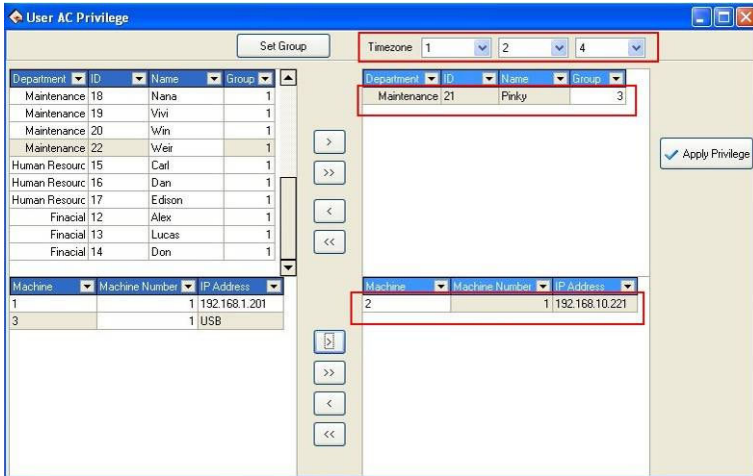 User AC Privilege
Set Group
Timezone 1 2 4
Department ID Name Group
Maintenance 18 Nana 1
Maintenance 19 Vivi 1
Maintenance 20 Win 1
Maintenance 22 Weir 1
Human Resourc 15 Carl 1
Human Resourc 16 Dan 1
Human Resourc 17 Edison 1
Finacial 12 Alex 1
Finacial 13 Lucas 1
Finacial 14 Don 1
Machine Machine Number IP Address
1 1 192.168.1.201
3 1 USB
>
>>
<
<<
>
>>
<
<<
Department ID Name Group
Maintenance 21 Pinky 3
Machine Machine Number IP Address
2 1 192.168.10.221
Apply Privilege